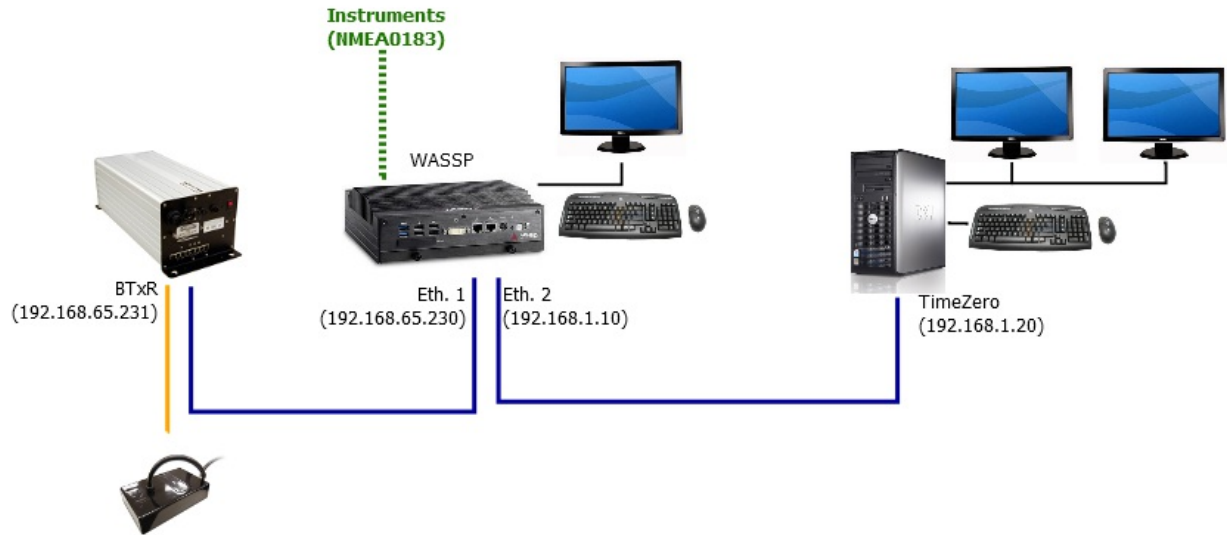 Instruments
(NMEA0183)
WASSP
BTxR
(192.168.65.231)
Eth. 1
(192.168.65.230)
Eth. 2
(192.168.1.10)
TimeZero
(192.168.1.20)